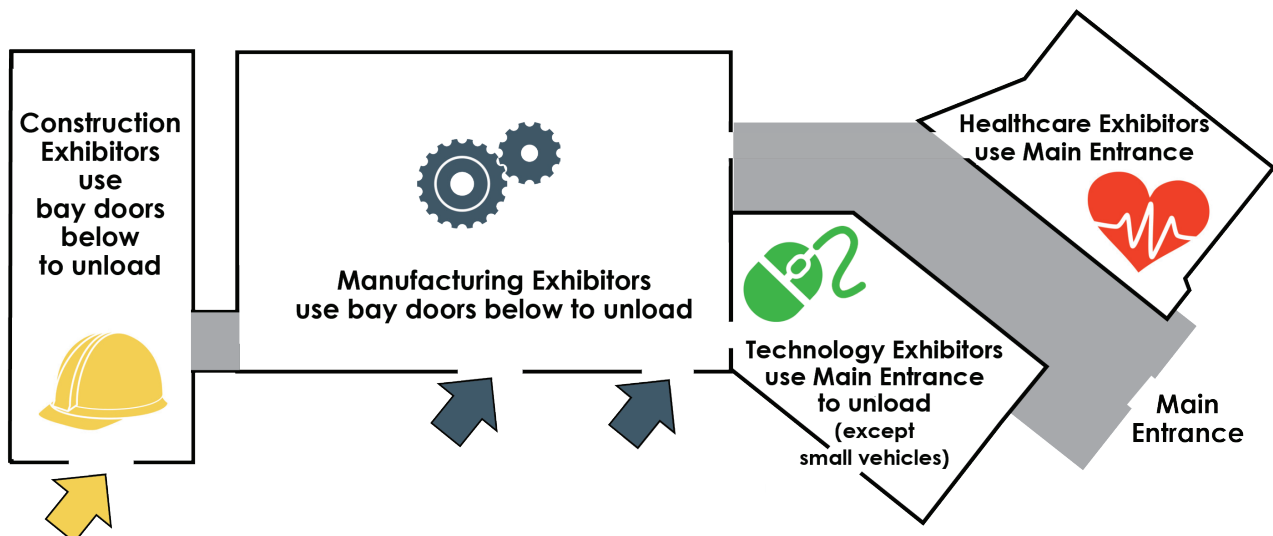 Construction
Exhibitors
use
bay doors
below
to unload
Manufacturing Exhibitors
use bay doors below to unload
Healthcare Exhibitors
use Main Entrance
Technology Exhibitors
use Main Entrance
to unload
(except
small vehicles)
Main
Entrance